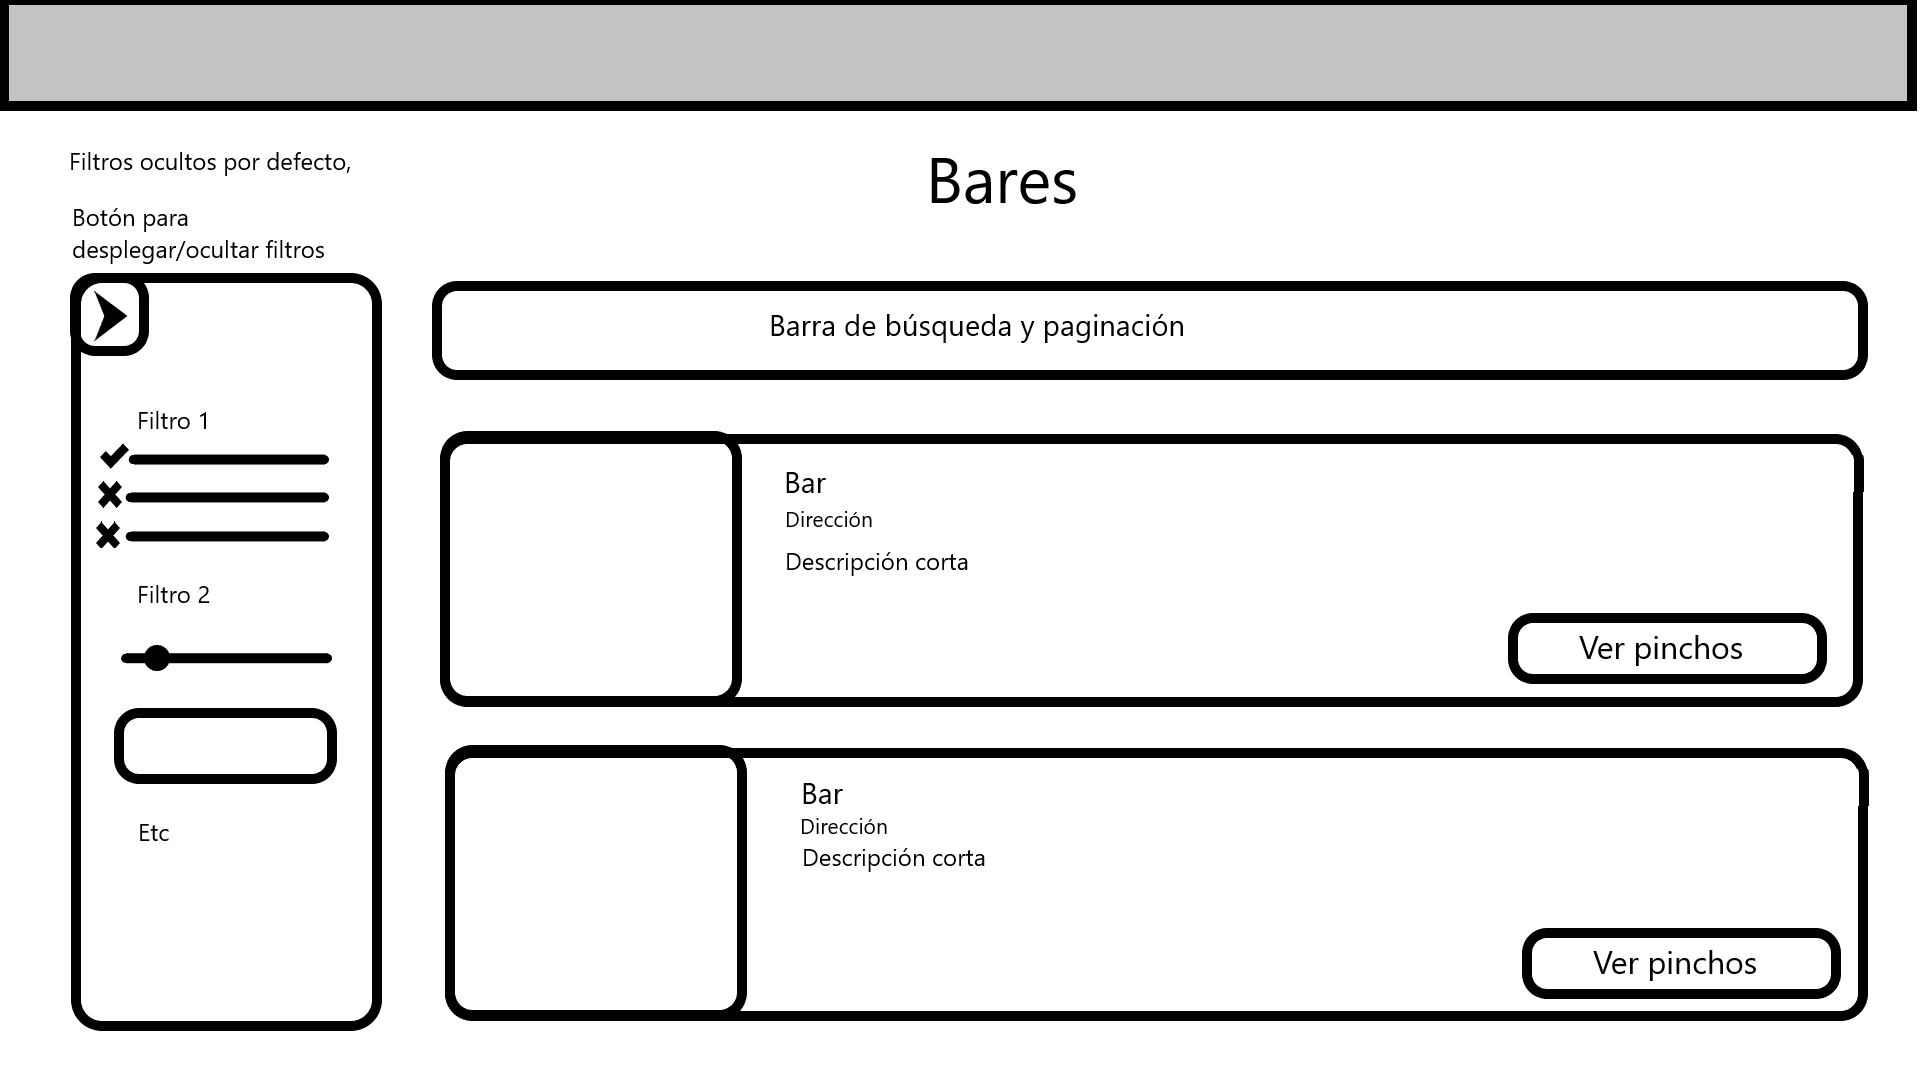 Filtros ocultos por defecto,
Botón para
desplegar/ocultar filtros
Bares
Barra de búsqueda y paginación
Filtro 1
Filtro 2
Etc
Bar
Dirección
Descripción corta
Ver pinchos
Bar
Dirección
Descripción corta
Ver pinchos